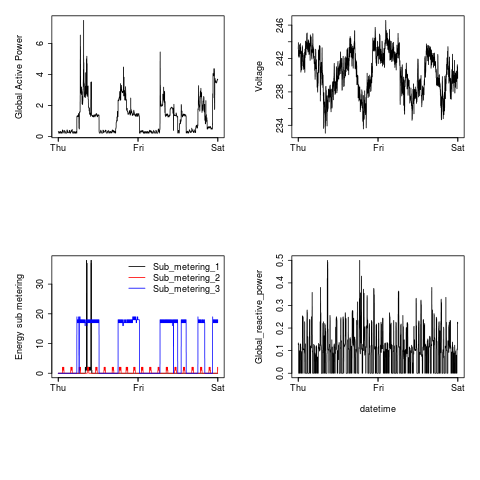 Global Active Power
0 2 4 6
Thu Fri Sat
Voltage
234 238 242 246
Thu Fri Sat
Energy sub metering
0 10 20 30
Sub_metering_1
Sub_metering_2
Sub_metering_3
Thu Fri Sat
Global_reactive_power
0.0 0.1 0.2 0.3 0.4 0.5
Thu Fri Sat
datetime